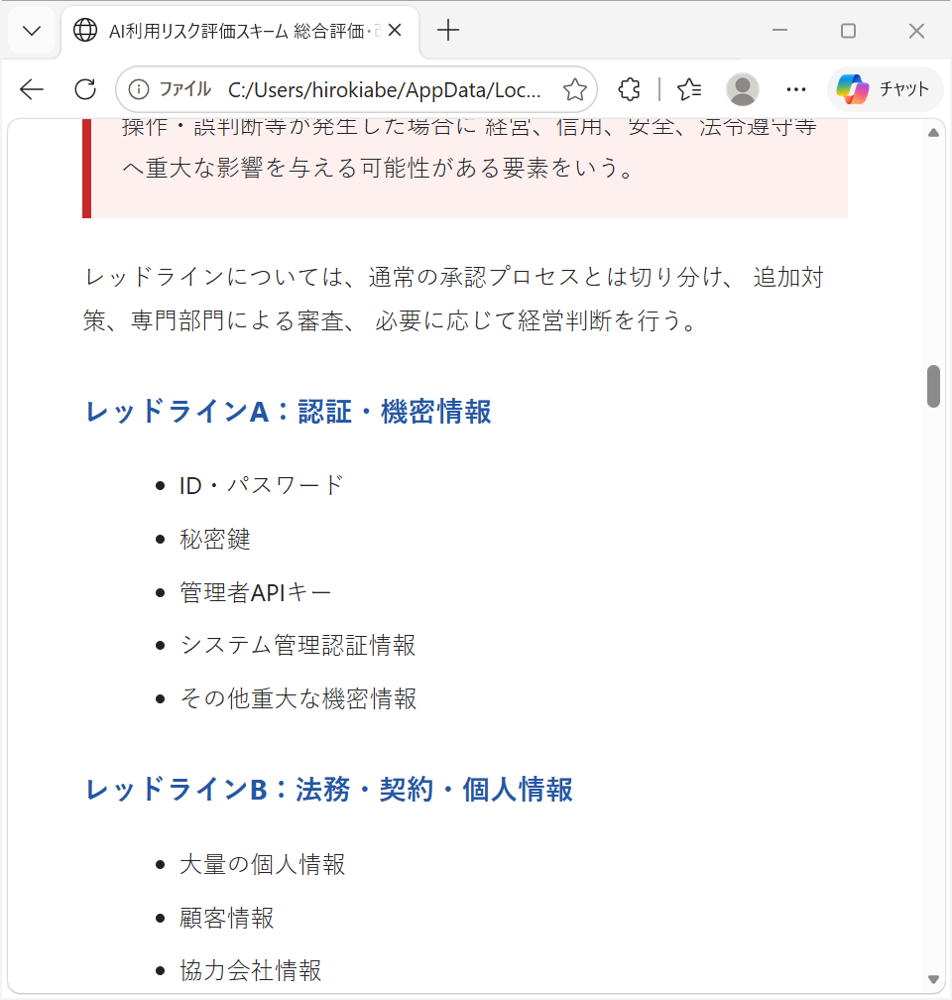 AI利用リスク評価スキーム 総合評価・
ファイル C:/Users/hirokiabe/AppData/Loc... チャット
操作・誤判断等が発生した場合に 経営、信用、安全、法令遵守等
へ重大な影響を与える可能性がある要素をいう。
レッドラインについては、通常の承認プロセスとは切り分け、 追加対
策、専門部門による審査、 必要に応じて経営判断を行う。
レッドラインA：認証・機密情報
ID・パスワード
秘密鍵
管理者APIキー
システム管理認証情報
その他重大な機密情報
レッドラインB：法務・契約・個人情報
大量の個人情報
顧客情報
協力会社情報